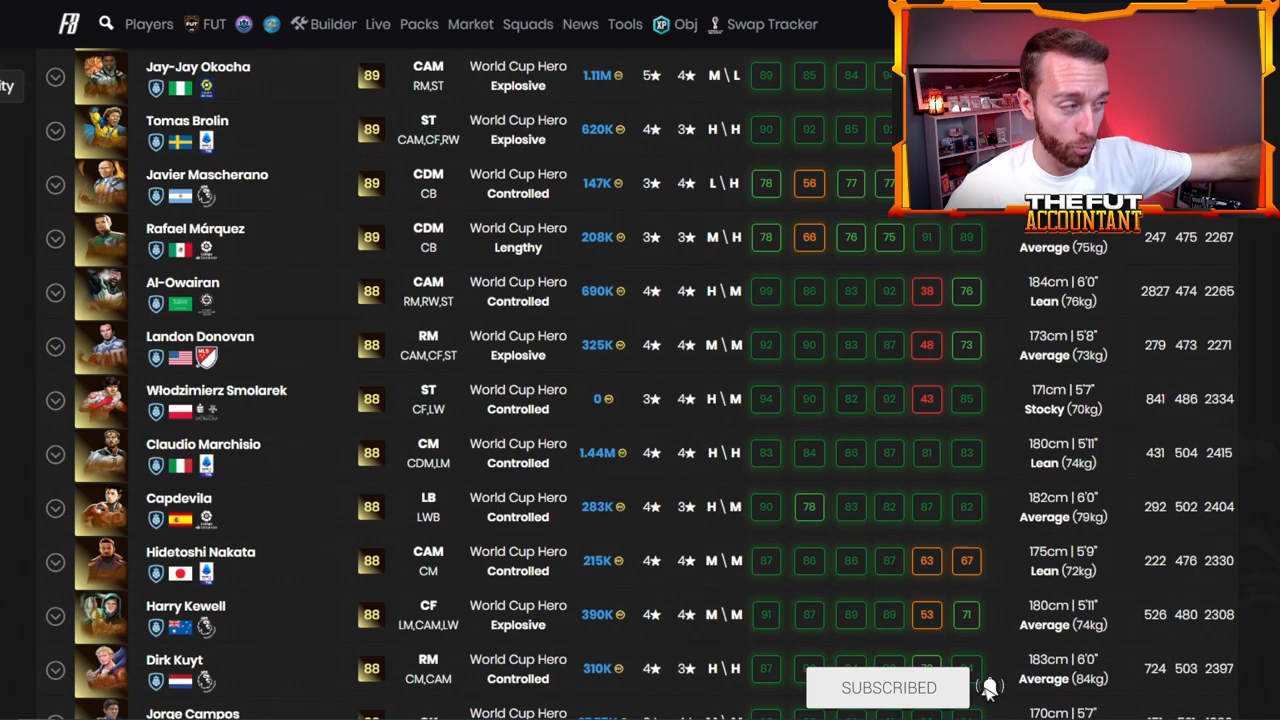 F8 Players FUT Builder Live Packs Market Squads News Tools XP Obj Swap Tracker
ity
Jay-Jay Okocha 89 CAM World Cup Hero 1.11M 5★ 4★ M \ L 89 85 84
RM,ST Explosive
Tomas Brolin 89 ST World Cup Hero 620K 4★ 3★ H \ H 90 92 85
CAM,CF,RW Explosive
Javier Mascherano 89 CDM World Cup Hero 147K 3★ 4★ L \ H 78 56 77 77
CB Controlled
THE FUT
ACCOUNTANT
Rafael Márquez 89 CDM World Cup Hero 208K 3★ 3★ M \ H 78 66 76 75 91 89 247 475 2267
CB Lengthy Average (75kg)
Al-Owairan 88 CAM World Cup Hero 690K 4★ 4★ H \ M 99 86 83 92 38 76 184cm | 6'0" 2827 474 2265
RM,RW,ST Controlled Lean (76kg)
Landon Donovan 88 RM World Cup Hero 325K 4★ 4★ M \ M 92 90 83 87 48 73 173cm | 5'8" 279 473 2271
CAM,CF,ST Explosive Average (73kg)
Włodzimierz Smolarek 88 ST World Cup Hero 0 3★ 4★ H \ M 94 90 82 92 43 85 171cm | 5'7" 841 486 2334
CF,LW Controlled Stocky (70kg)
Claudio Marchisio 88 CM World Cup Hero 1.44M 4★ 4★ H \ H 83 84 86 87 81 83 180cm | 5'11" 431 504 2415
CDM,LM Controlled Lean (74kg)
Capdevila 88 LB World Cup Hero 283K 4★ 3★ H \ M 90 78 83 82 87 82 182cm | 6'0" 292 502 2404
LWB Controlled Average (79kg)
Hidetoshi Nakata 88 CAM World Cup Hero 215K 4★ 4★ M \ M 87 86 86 87 63 67 175cm | 5'9" 222 476 2330
CM Controlled Lean (72kg)
Harry Kewell 88 CF World Cup Hero 390K 4★ 4★ M \ M 91 87 89 89 53 71 180cm | 5'11" 526 480 2308
LM,CAM,LW Explosive Average (74kg)
Dirk Kuyt 88 RM World Cup Hero 310K 4★ 3★ H \ H 87 183cm | 6'0" 724 503 2397
CM,CAM Controlled Average (84kg)
SUBSCRIBED
Jorge Campos 170cm | 5'7"